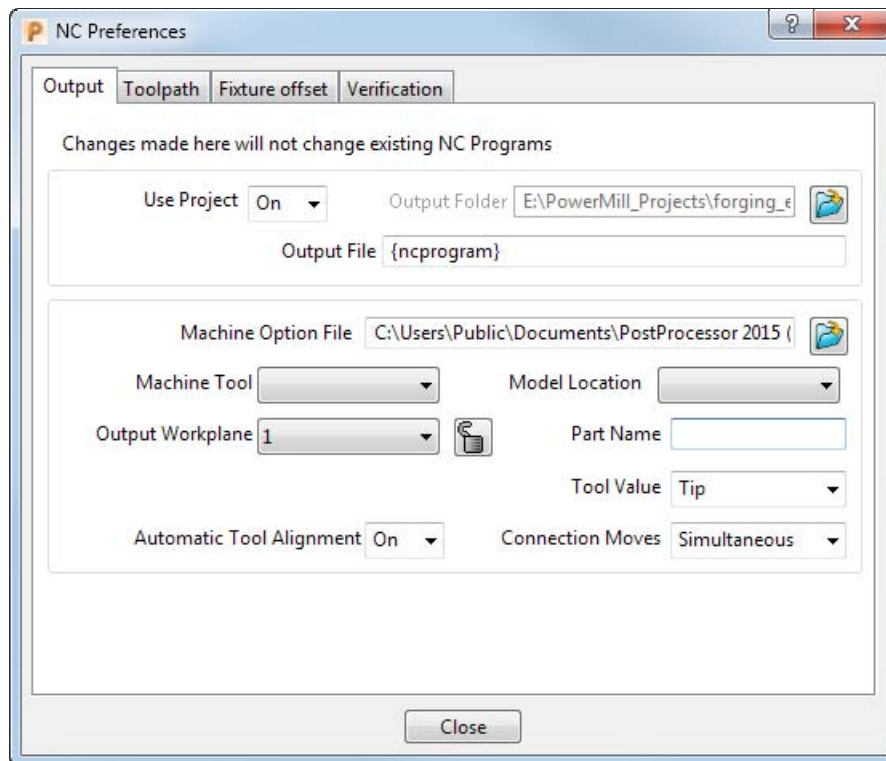 NC Preferences
Output Toolpath Fixture offset Verification
Changes made here will not change existing NC Programs
Use Project On Output Folder E:\PowerMill_Projects\forging_e
Output File {ncprogram}
Machine Option File C:\Users\Public\Documents\PostProcessor 2015 (
Machine Tool Model Location
Output Workplane 1 Part Name
Tool Value Tip
Automatic Tool Alignment On Connection Moves Simultaneous
Close